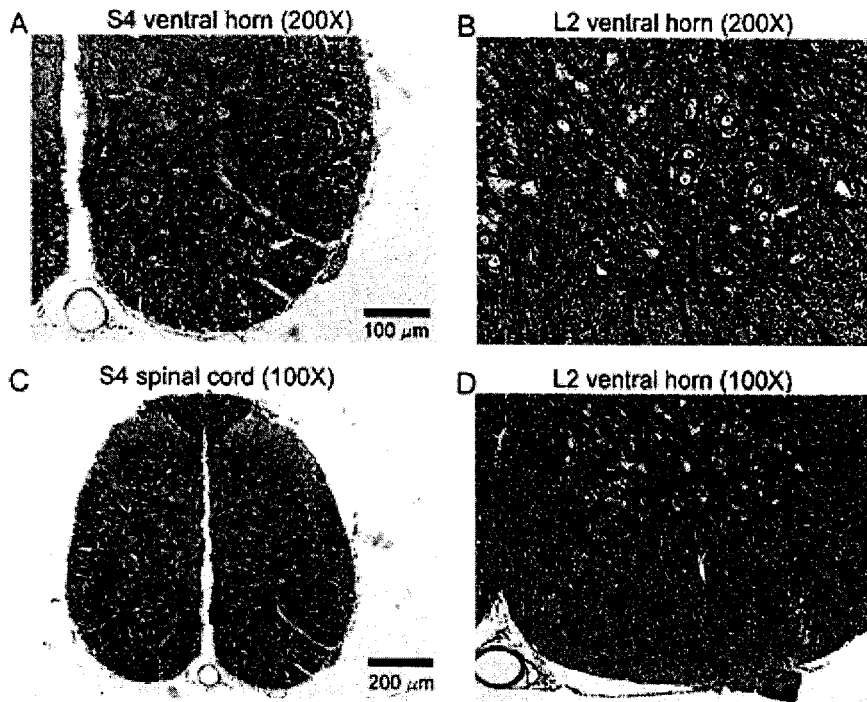 A S4 ventral horn (200X)
B L2 ventral horn (200X)
100 μm
C S4 spinal cord (100X)
D L2 ventral horn (100X)
200 μm